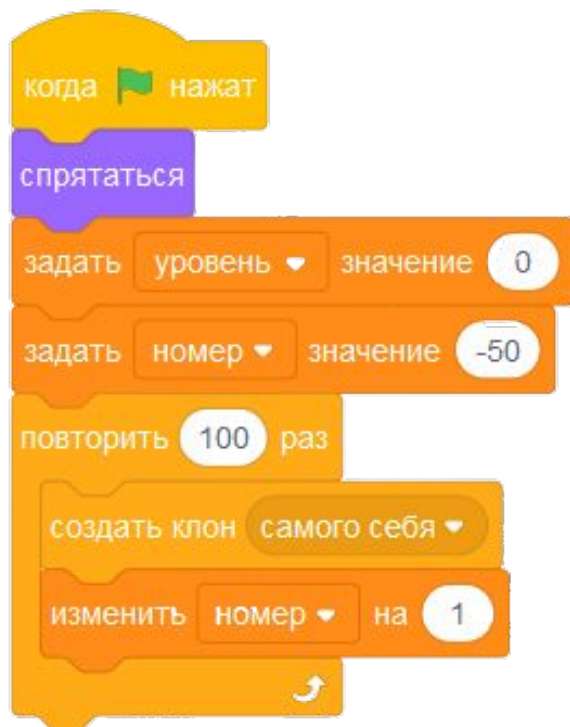 когда нажат
спрятаться
задать уровень значение 0
задать номер значение -50
повторить 100 раз
создать клон самого себя
изменить номер на 1